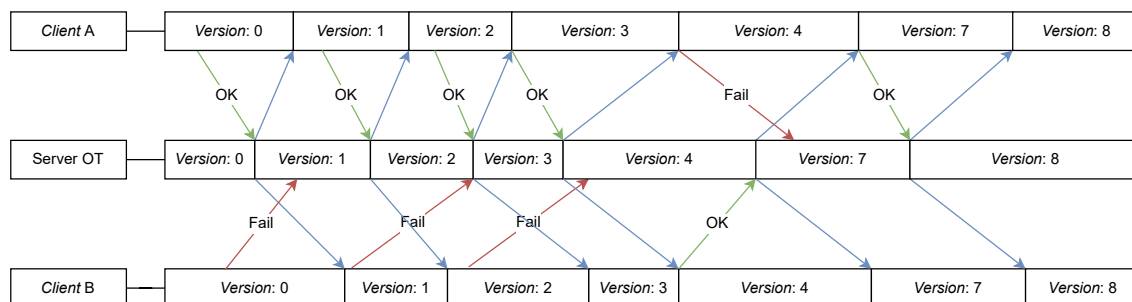 Client A
Version: 0
Version: 1
Version: 2
Version: 3
Version: 4
Version: 7
Version: 8
OK
OK
OK
OK
Fail
OK
Server OT
Version: 0
Version: 1
Version: 2
Version: 3
Version: 4
Version: 7
Version: 8
Fail
Fail
Fail
OK
Client B
Version: 0
Version: 1
Version: 2
Version: 3
Version: 4
Version: 7
Version: 8